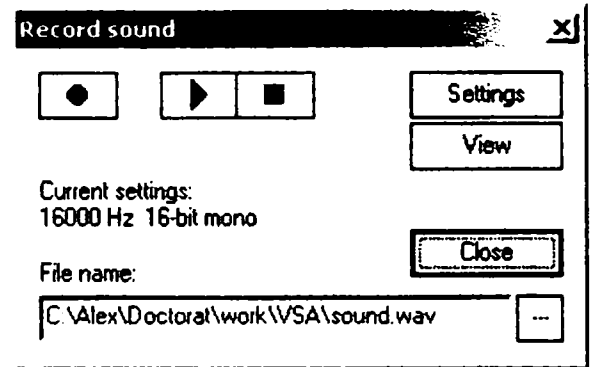 Record sound
Settings
View
Current settings:
16000 Hz 16-bit mono
Close
File name:
C:\Alex\Doctorat\work\VSA\sound.wav
...